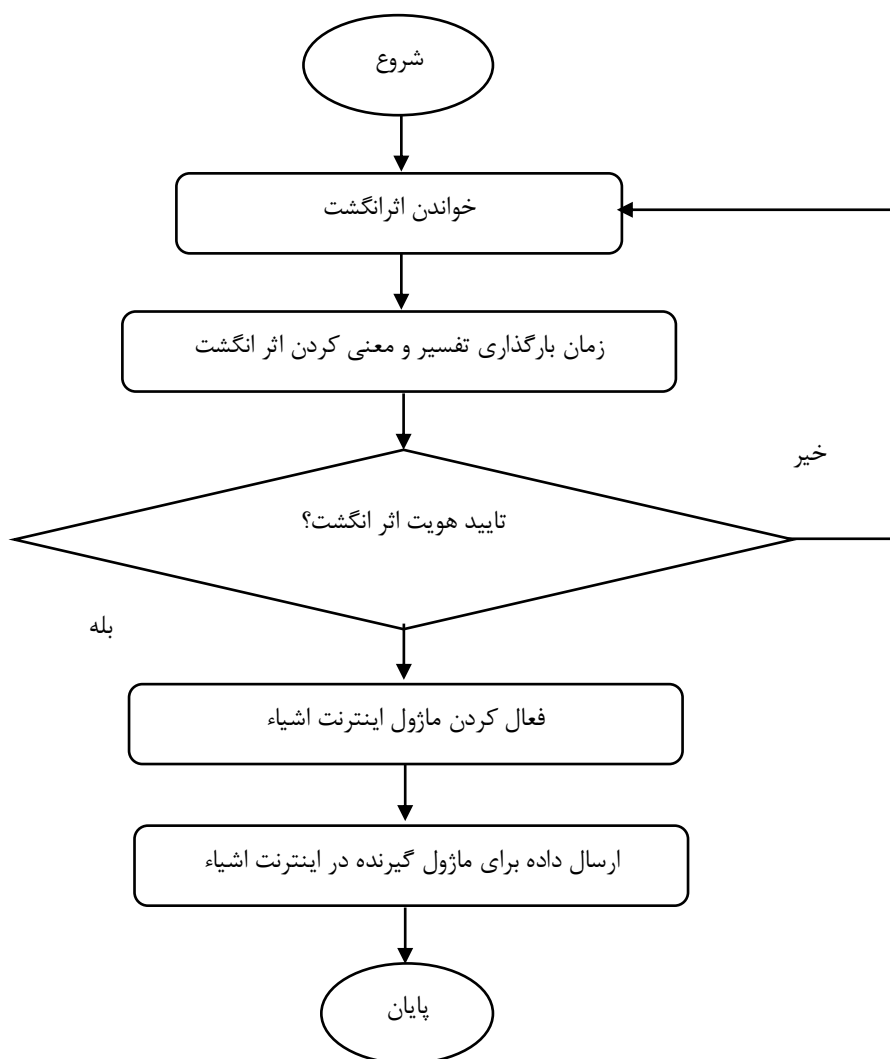 شروع
خواندن اثرانگشت
زمان بارگذاری تفسیر و معنی کردن اثر انگشت
خیر
تایید هویت اثر انگشت؟
بله
فعال کردن ماژول اینترنت اشیاء
ارسال داده برای ماژول گیرنده در اینترنت اشیاء
پایان